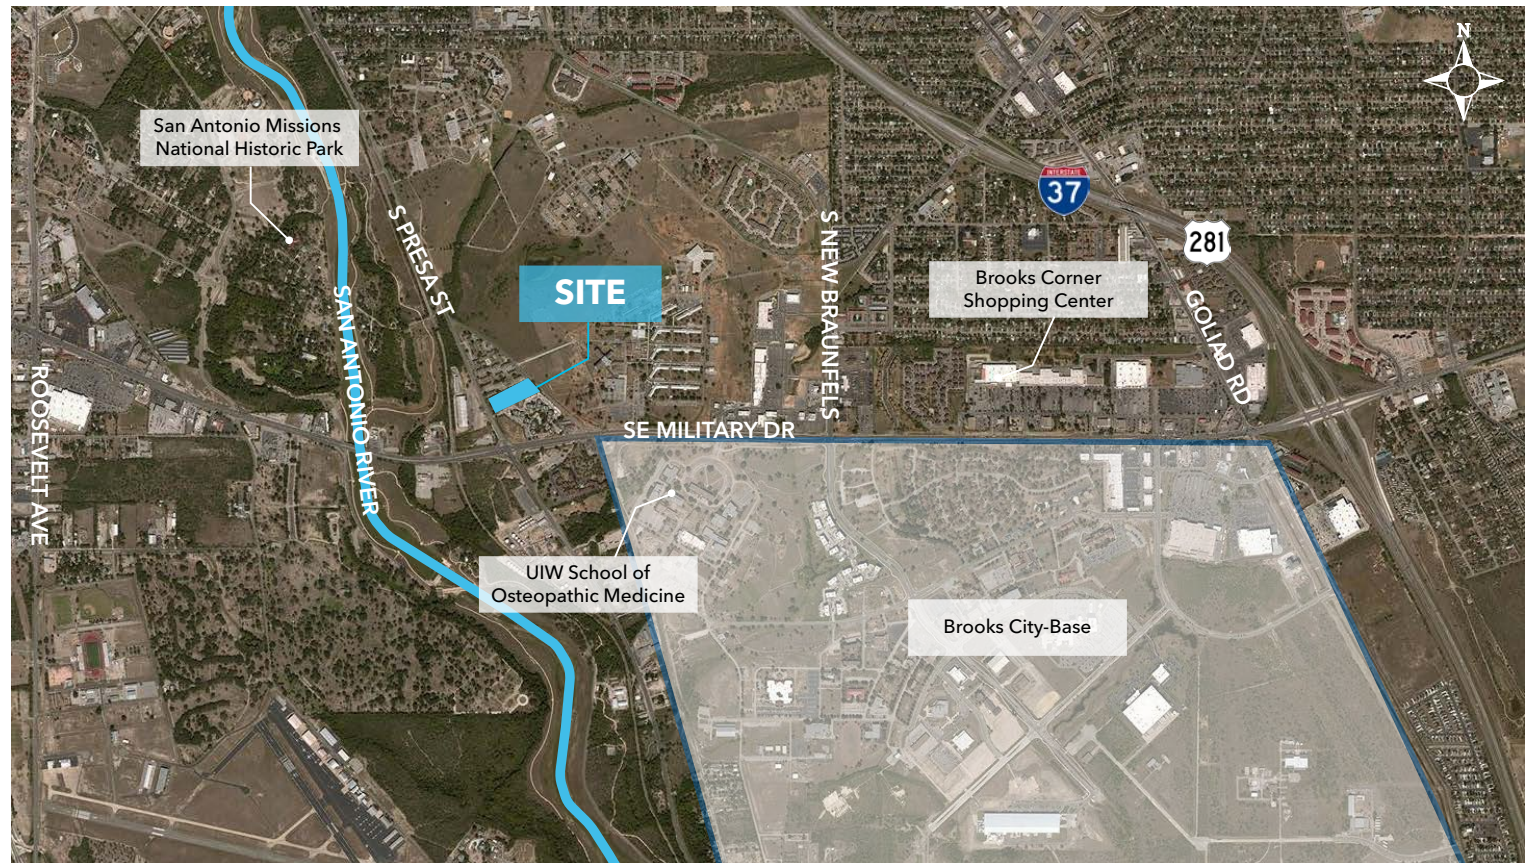 N
San Antonio Missions
National Historic Park
S PRESA ST
INTERSTATE
37
281
S NEW BRAUNFELS
SITE
Brooks Corner
Shopping Center
GOLIAD RD
SAN ANTONIO RIVER
ROOSEVELT AVE
SE MILITARY DR
UIW School of
Osteopathic Medicine
Brooks City-Base